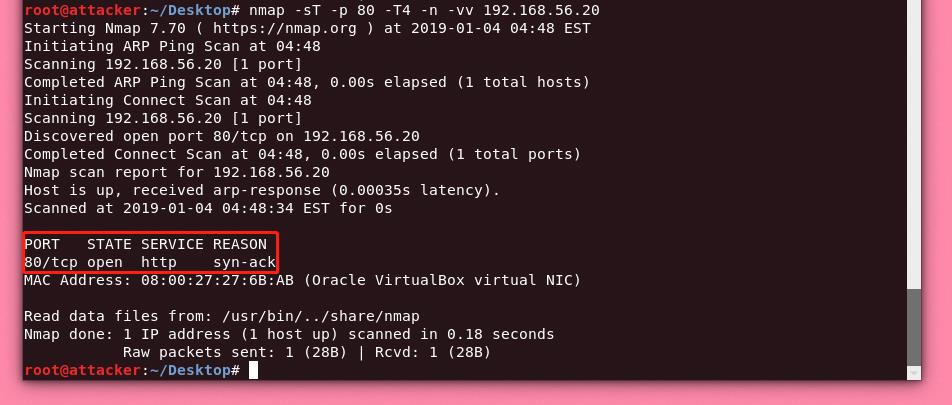 root@attacker:~/Desktop# nmap -sT -p 80 -T4 -n -vv 192.168.56.20
Starting Nmap 7.70 ( https://nmap.org ) at 2019-01-04 04:48 EST
Initiating ARP Ping Scan at 04:48
Scanning 192.168.56.20 [1 port]
Completed ARP Ping Scan at 04:48, 0.00s elapsed (1 total hosts)
Initiating Connect Scan at 04:48
Scanning 192.168.56.20 [1 port]
Discovered open port 80/tcp on 192.168.56.20
Completed Connect Scan at 04:48, 0.00s elapsed (1 total ports)
Nmap scan report for 192.168.56.20
Host is up, received arp-response (0.00035s latency).
Scanned at 2019-01-04 04:48:34 EST for 0s
PORT   STATE SERVICE REASON
80/tcp open  http    syn-ack
MAC Address: 08:00:27:27:6B:AB (Oracle VirtualBox virtual NIC)
Read data files from: /usr/bin/../share/nmap
Nmap done: 1 IP address (1 host up) scanned in 0.18 seconds
           Raw packets sent: 1 (28B) | Rcvd: 1 (28B)
root@attacker:~/Desktop#